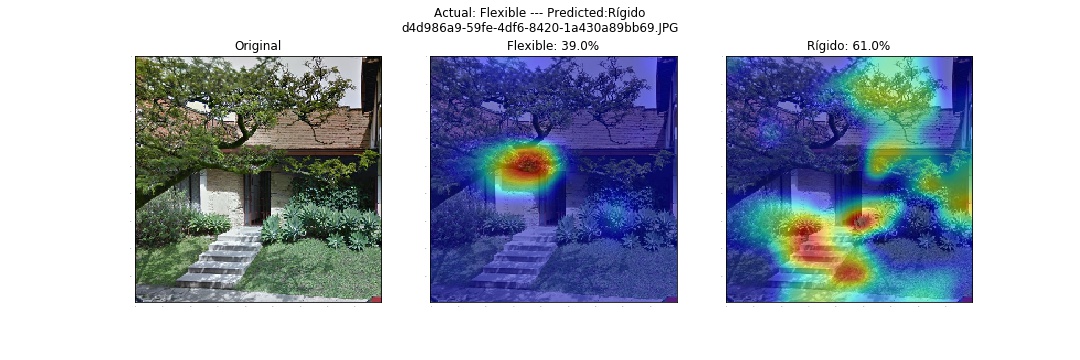 Actual: Flexible --- Predicted:Rígido
d4d986a9-59fe-4df6-8420-1a430a89bb69.JPG
Original
Flexible: 39.0%
Rígido: 61.0%